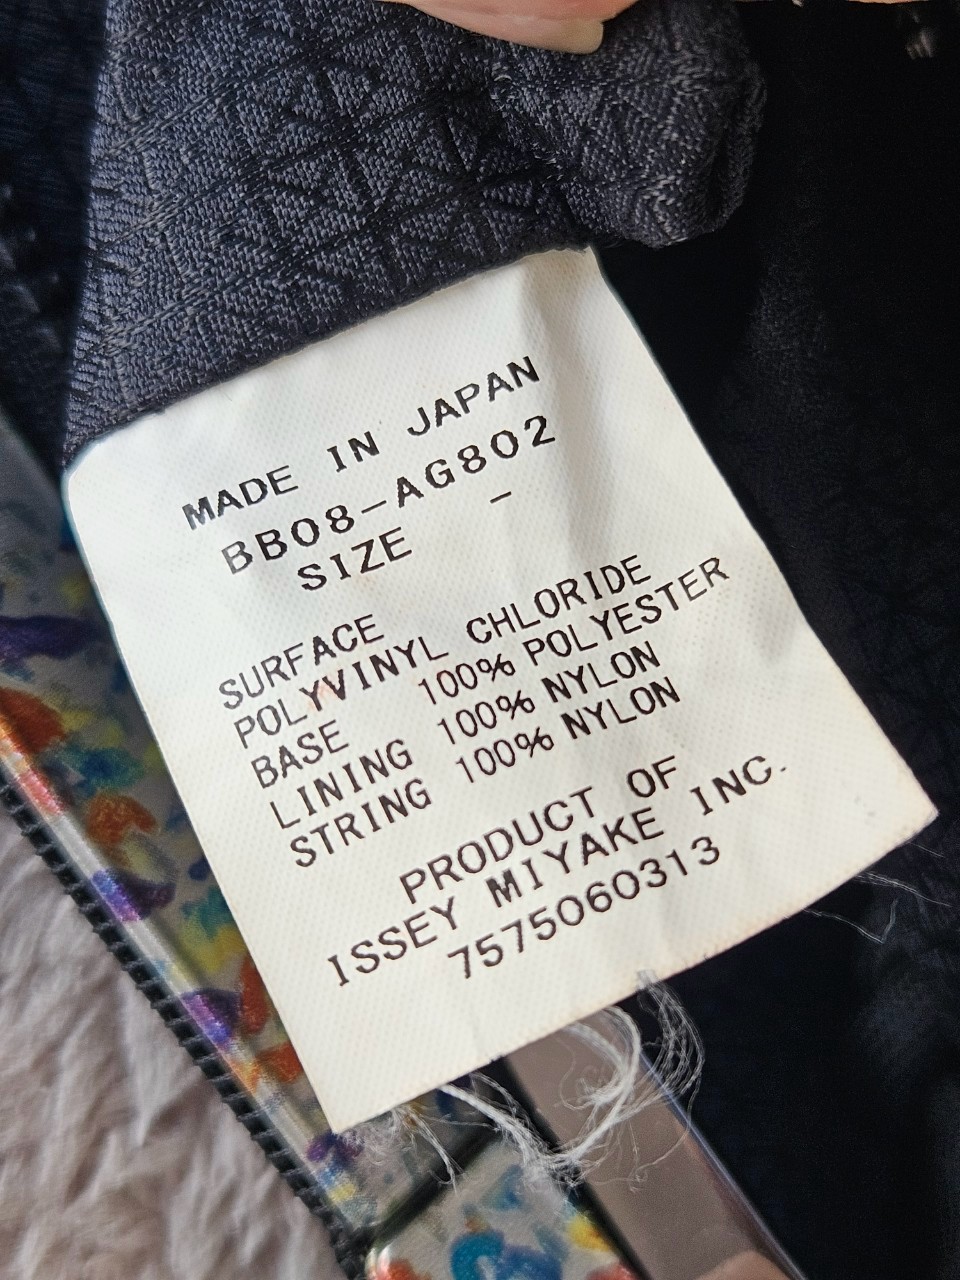 MADE IN JAPAN
BB08-AG802
SIZE -
SURFACE
POLYVINYL CHLORIDE
BASE 100% POLYESTER
LINING 100% NYLON
STRING 100% NYLON
PRODUCT OF
ISSEY MIYAKE INC.
7575060313